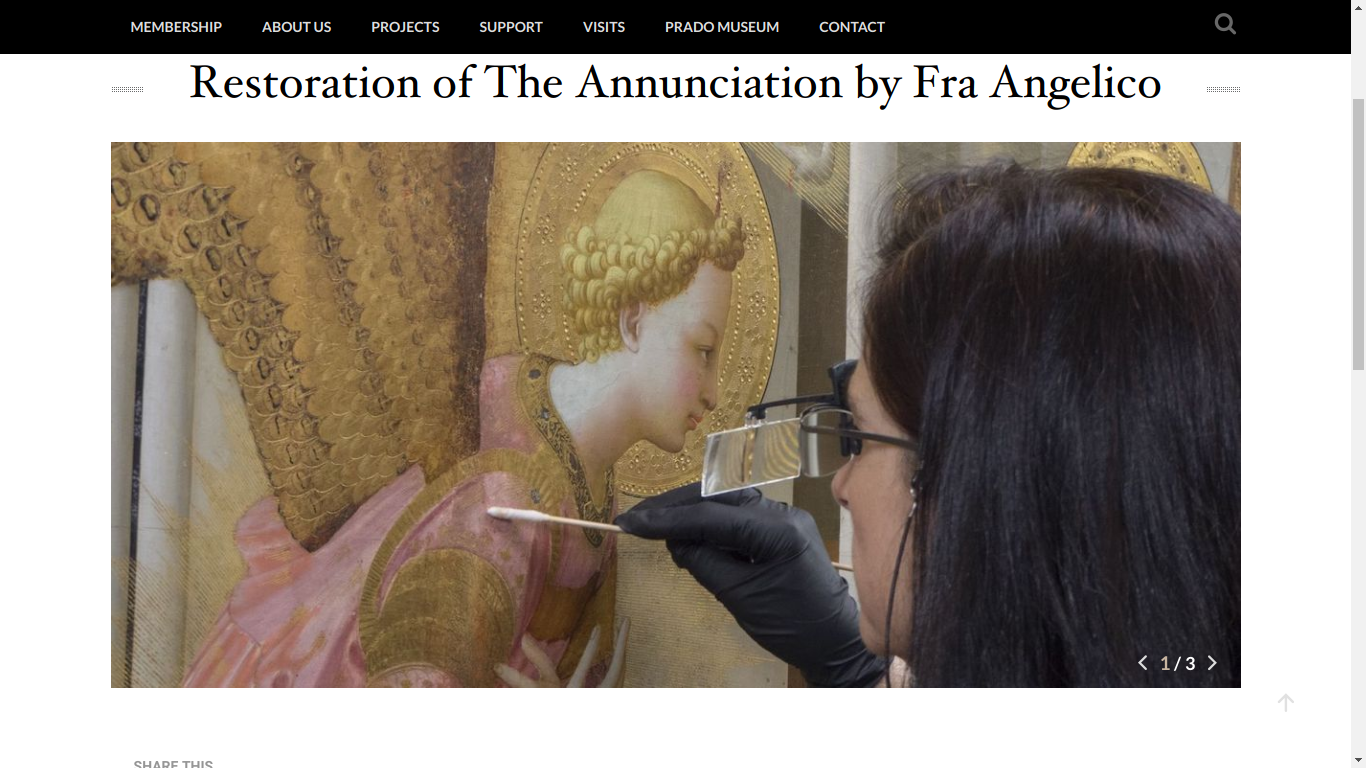 MEMBERSHIP ABOUT US PROJECTS SUPPORT VISITS PRADO MUSEUM CONTACT
Restoration of The Annunciation by Fra Angelico
1 / 3
SHARE THIS